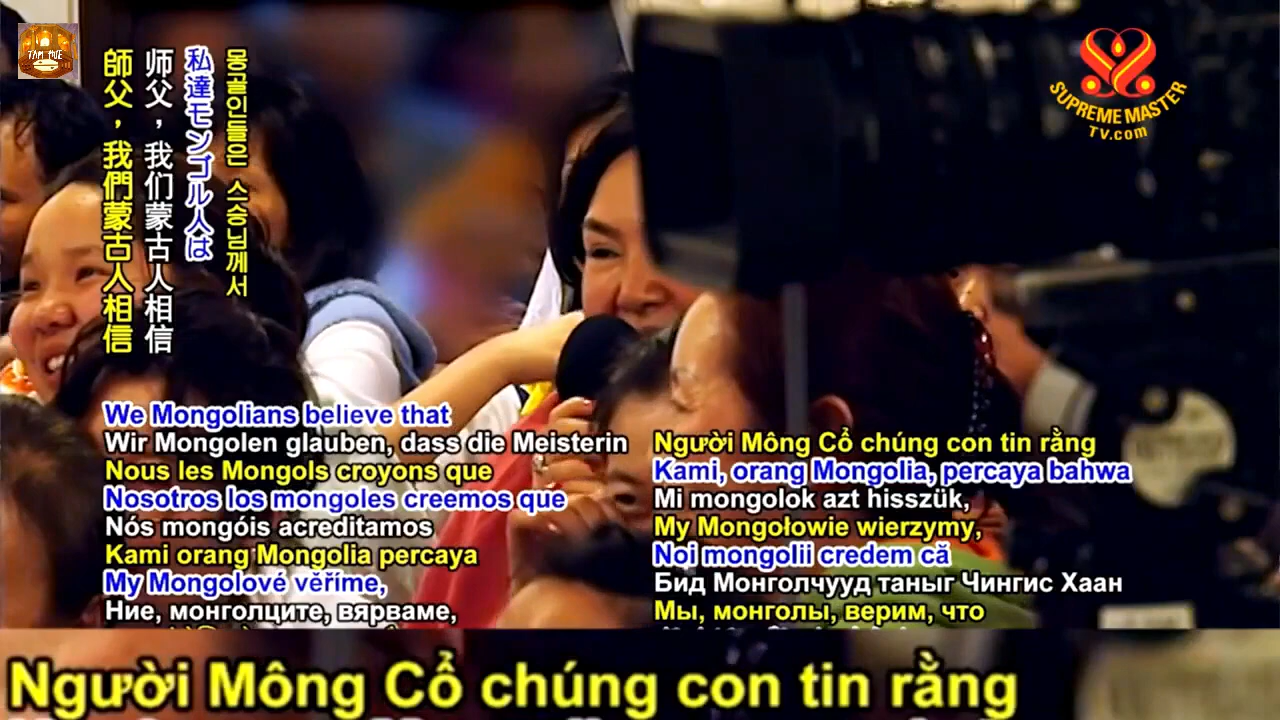 TÂM TUỆ
師父，我們蒙古人相信
师父，我们蒙古人相信
私達モンゴル人は
몽골인들은 스승님께서
SUPREME MASTER
TV.com
We Mongolians believe that
Wir Mongolen glauben, dass die Meisterin
Nous les Mongols croyons que
Nosotros los mongoles creemos que
Nós mongóis acreditamos
Kami orang Mongolia percaya
My Mongolové věříme,
Ние, монголците, вярваме,
Người Mông Cổ chúng con tin rằng
Kami, orang Mongolia, percaya bahwa
Mi mongolok azt hisszük,
My Mongołowie wierzymy,
Noi mongolii credem că
Бид Монголчууд таныг Чингис Хаан
Мы, монголы, верим, что
Người Mông Cổ chúng con tin rằng